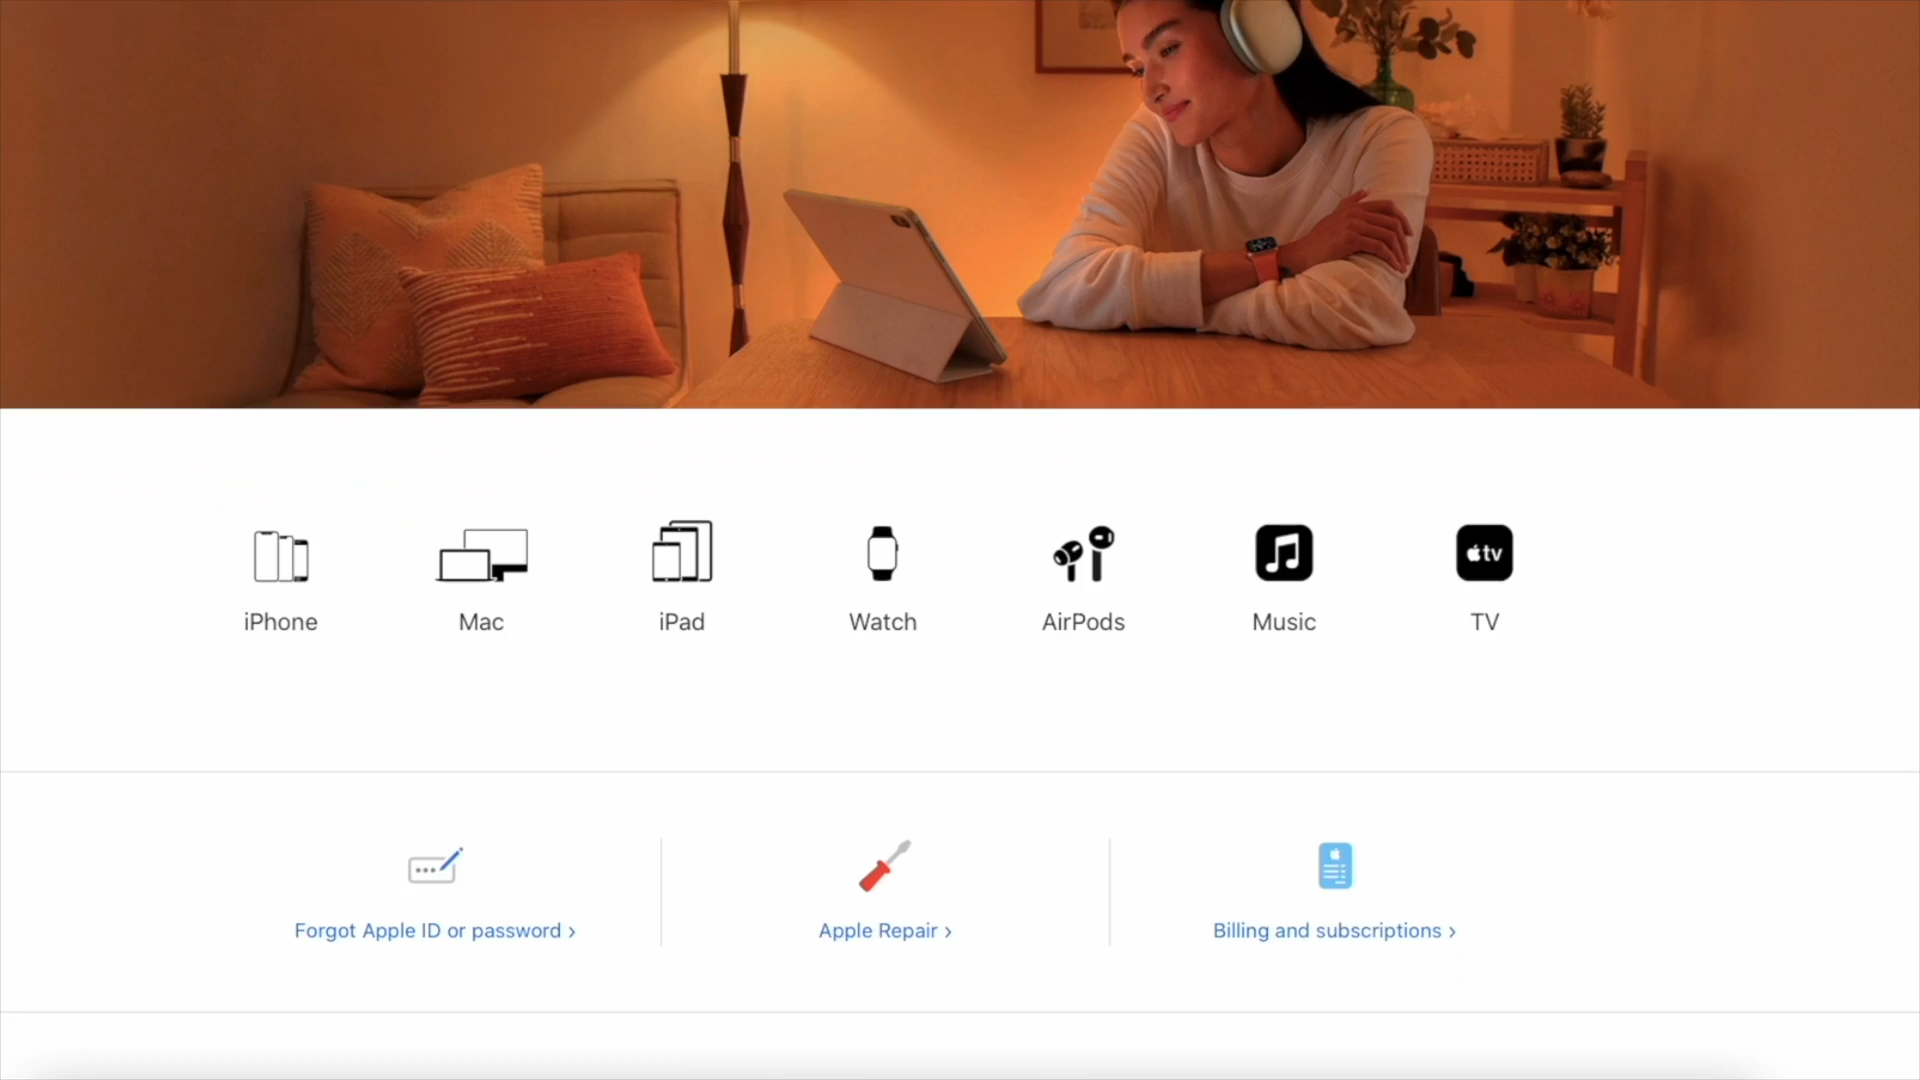 iPhone
Mac
iPad
Watch
AirPods
Music
tv
TV
Forgot Apple ID or password ›
Apple Repair ›
Billing and subscriptions ›